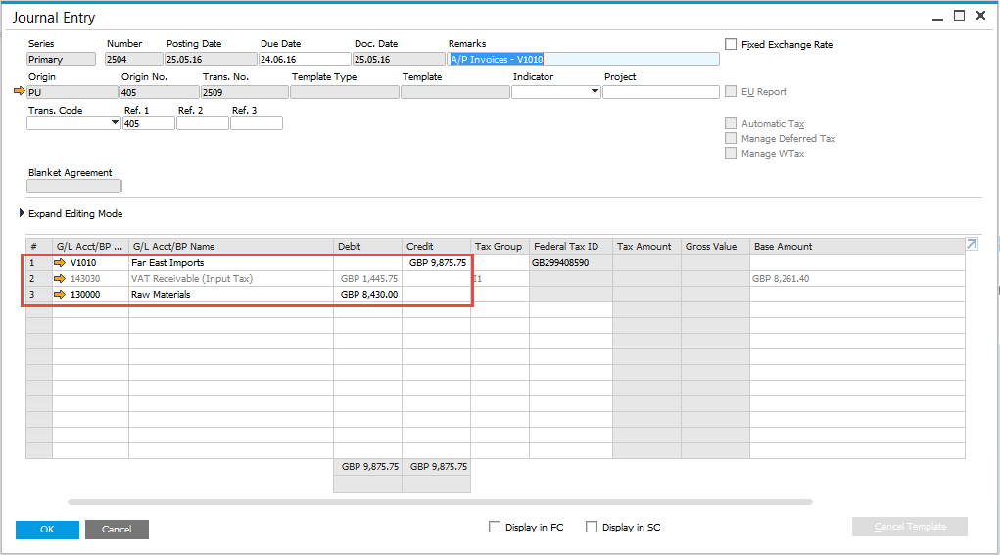 Journal Entry
Series Number Posting Date Due Date Doc. Date Remarks
Primary 2504 25.05.16 24.06.16 25.05.16 A/P Invoices - V1010
Fixed Exchange Rate
Origin Origin No. Trans. No. Template Type Template Indicator Project
PU 405 2509
EU Report
Trans. Code Ref. 1 Ref. 2 Ref. 3
405
Automatic Tax
Manage Deferred Tax
Manage WTax
Blanket Agreement
Expand Editing Mode
# G/L Acct/BP ... G/L Acct/BP Name Debit Credit Tax Group Federal Tax ID Tax Amount Gross Value Base Amount
1 V1010 Far East Imports GBP 9,875.75 GB299408590
2 143030 VAT Receivable (Input Tax) GBP 1,445.75 I1 GBP 8,261.40
3 130000 Raw Materials GBP 8,430.00
GBP 9,875.75 GBP 9,875.75
OK Cancel Display in FC Display in SC Cancel Template